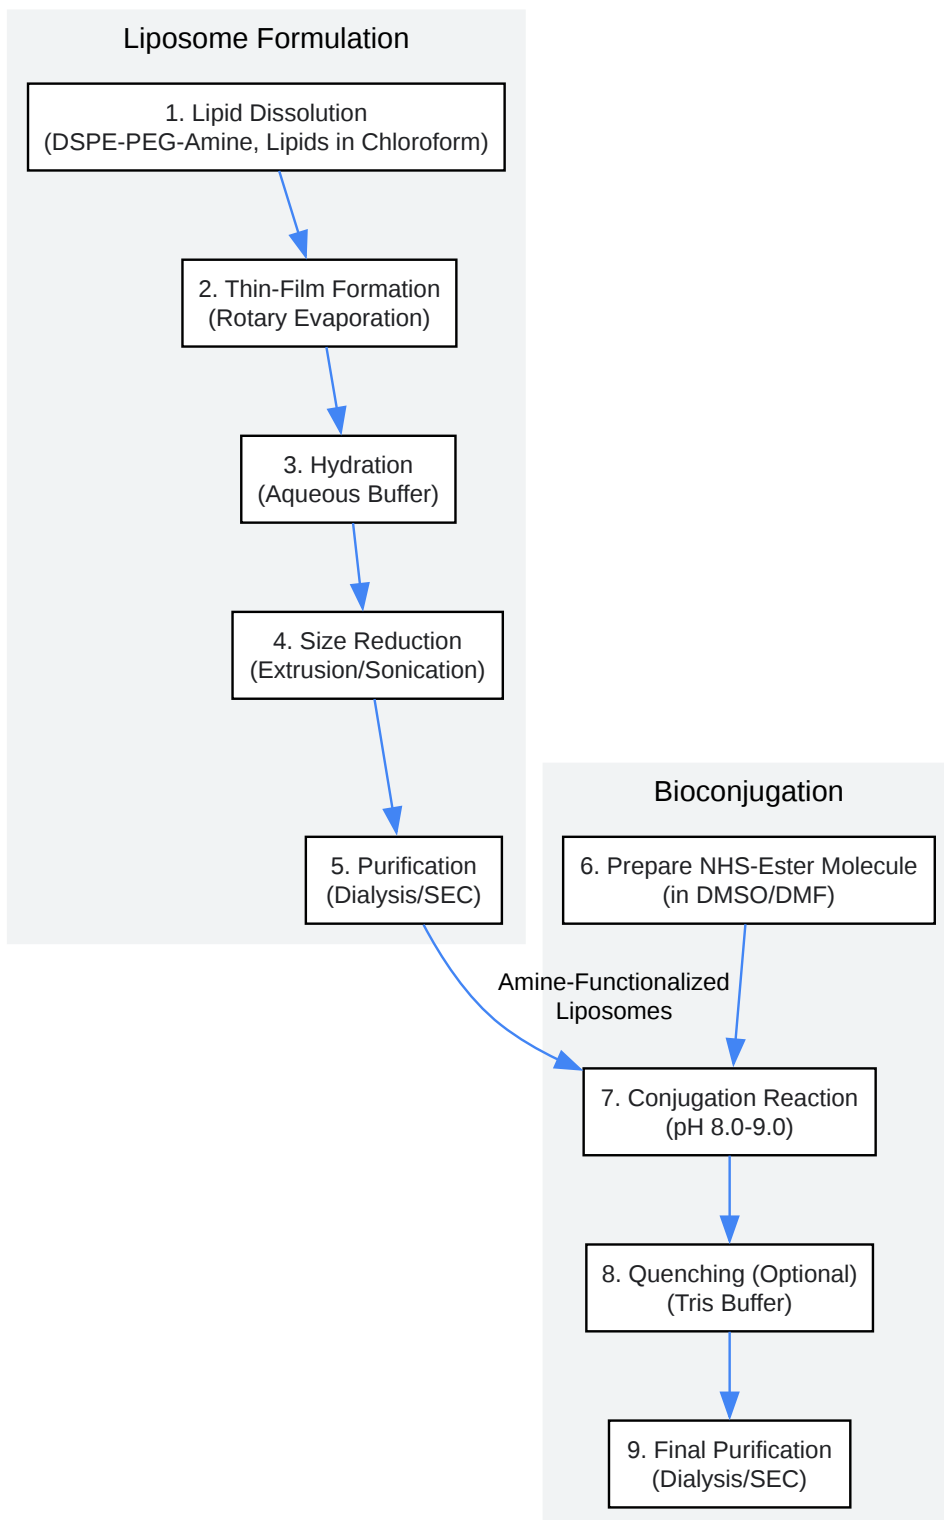 Liposome Formulation
1. Lipid Dissolution
(DSPE-PEG-Amine, Lipids in Chloroform)
2. Thin-Film Formation
(Rotary Evaporation)
3. Hydration
(Aqueous Buffer)
4. Size Reduction
(Extrusion/Sonication)
5. Purification
(Dialysis/SEC)
Bioconjugation
6. Prepare NHS-Ester Molecule
(in DMSO/DMF)
Amine-Functionalized
Liposomes
7. Conjugation Reaction
(pH 8.0-9.0)
8. Quenching (Optional)
(Tris Buffer)
9. Final Purification
(Dialysis/SEC)